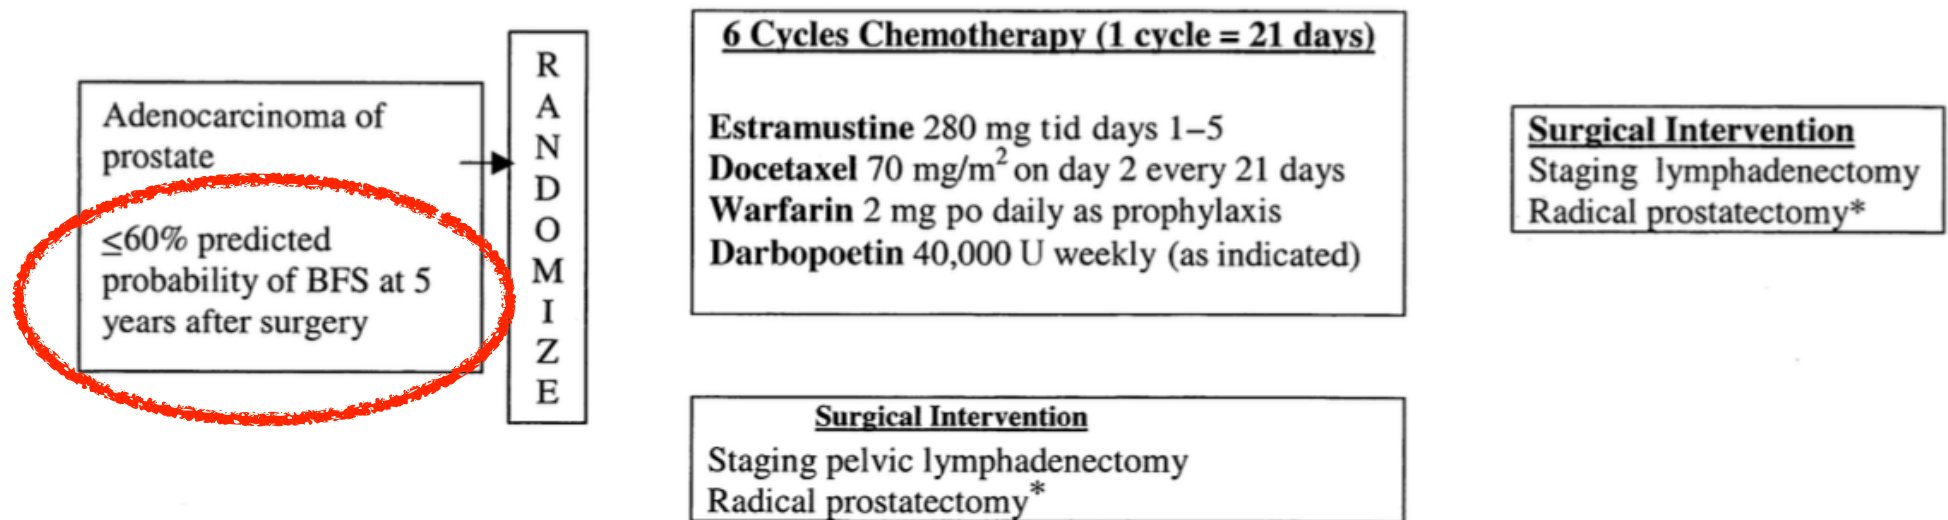 Adenocarcinoma of
prostate
≤60% predicted
probability of BFS at 5
years after surgery
R
A
N
D
O
M
I
Z
E
6 Cycles Chemotherapy (1 cycle = 21 days)
Estramustine 280 mg tid days 1–5
Docetaxel 70 mg/m² on day 2 every 21 days
Warfarin 2 mg po daily as prophylaxis
Darbopoetin 40,000 U weekly (as indicated)
Surgical Intervention
Staging pelvic lymphadenectomy
Radical prostatectomy*
Surgical Intervention
Staging lymphadenectomy
Radical prostatectomy*